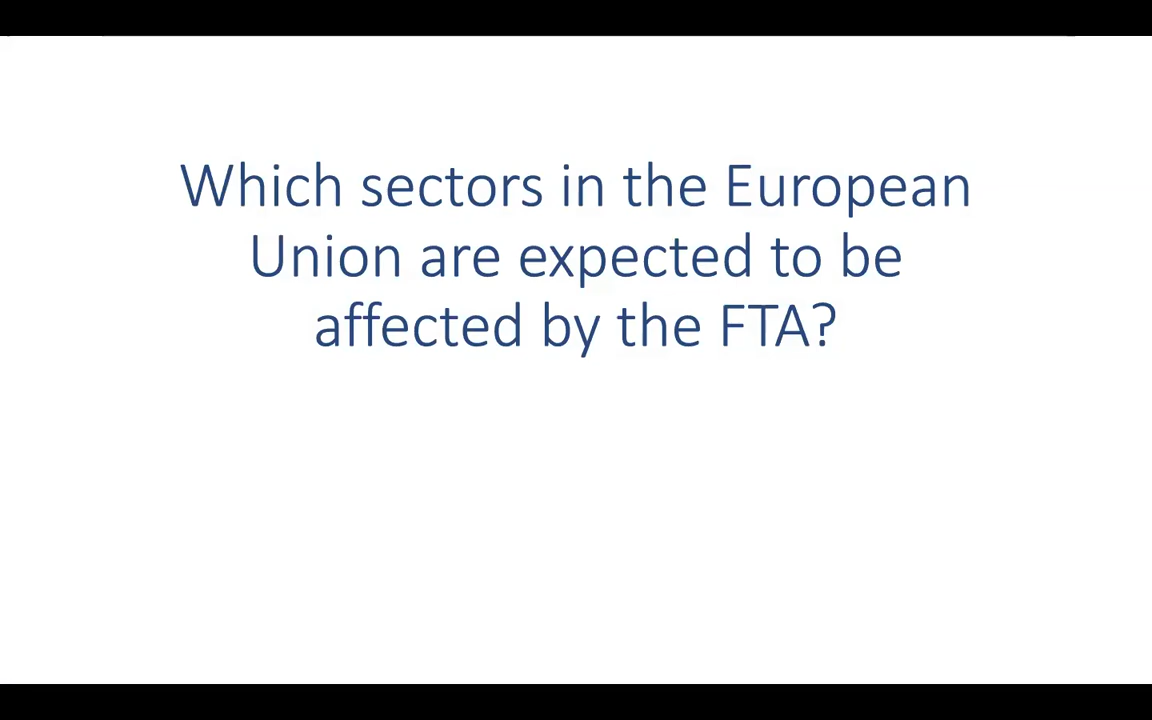 Which sectors in the European
Union are expected to be
affected by the FTA?